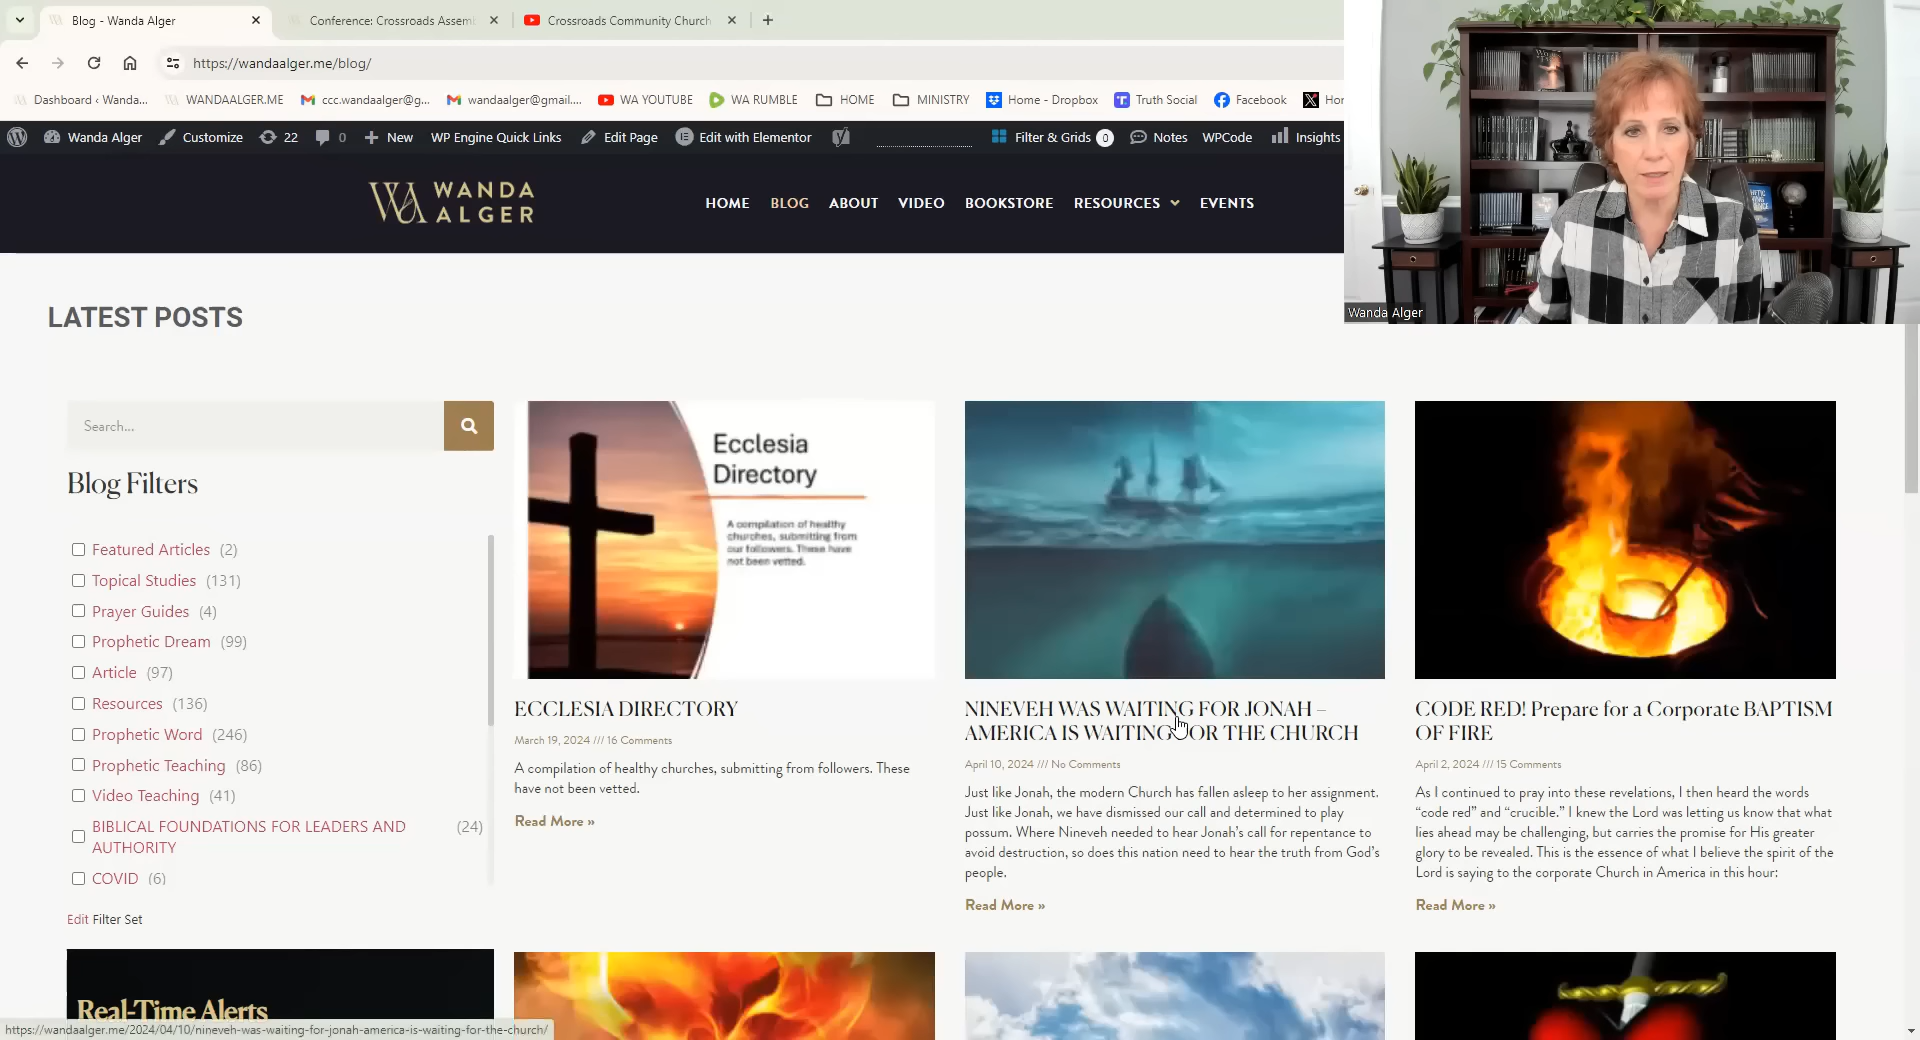 Blog - Wanda Alger
Conference: Crossroads Assem
Crossroads Community Church
https://wandaalger.me/blog/
Dashboard ‹ Wanda...
WANDAALGER.ME
ccc.wandaalger@g...
wandaalger@gmail....
WA YOUTUBE
WA RUMBLE
HOME
MINISTRY
Home - Dropbox
Truth Social
Facebook
Hor
Wanda Alger
Customize
22
0
New
WP Engine Quick Links
Edit Page
Edit with Elementor
Filter & Grids 0
Notes
WPCode
Insights
WANDA
ALGER
HOME
BLOG
ABOUT
VIDEO
BOOKSTORE
RESOURCES
EVENTS
Wanda Alger
LATEST POSTS
Search...
Blog Filters
Featured Articles (2)
Topical Studies (131)
Prayer Guides (4)
Prophetic Dream (99)
Article (97)
Resources (136)
Prophetic Word (246)
Prophetic Teaching (86)
Video Teaching (41)
BIBLICAL FOUNDATIONS FOR LEADERS AND (24)
AUTHORITY
COVID (6)
Edit Filter Set
Real-Time Alerts
Ecclesia
Directory
A compilation of healthy
churches, submitting from
our followers. These have
not been vetted.
ECCLESIA DIRECTORY
March 19, 2024 /// 16 Comments
A compilation of healthy churches, submitting from followers. These
have not been vetted.
Read More »
NINEVEH WAS WAITING FOR JONAH –
AMERICA IS WAITING FOR THE CHURCH
April 10, 2024 /// No Comments
Just like Jonah, the modern Church has fallen asleep to her assignment.
Just like Jonah, we have dismissed our call and determined to play
possum. Where Nineveh needed to hear Jonah's call for repentance to
avoid destruction, so does this nation need to hear the truth from God's
people.
Read More »
CODE RED! Prepare for a Corporate BAPTISM
OF FIRE
April 2, 2024 /// 15 Comments
As I continued to pray into these revelations, I then heard the words
“code red” and “crucible.” I knew the Lord was letting us know that what
lies ahead may be challenging, but carries the promise for His greater
glory to be revealed. This is the essence of what I believe the spirit of the
Lord is saying to the corporate Church in America in this hour:
Read More »
https://wandaalger.me/2024/04/10/nineveh-was-waiting-for-jonah-america-is-waiting-for-the-church/